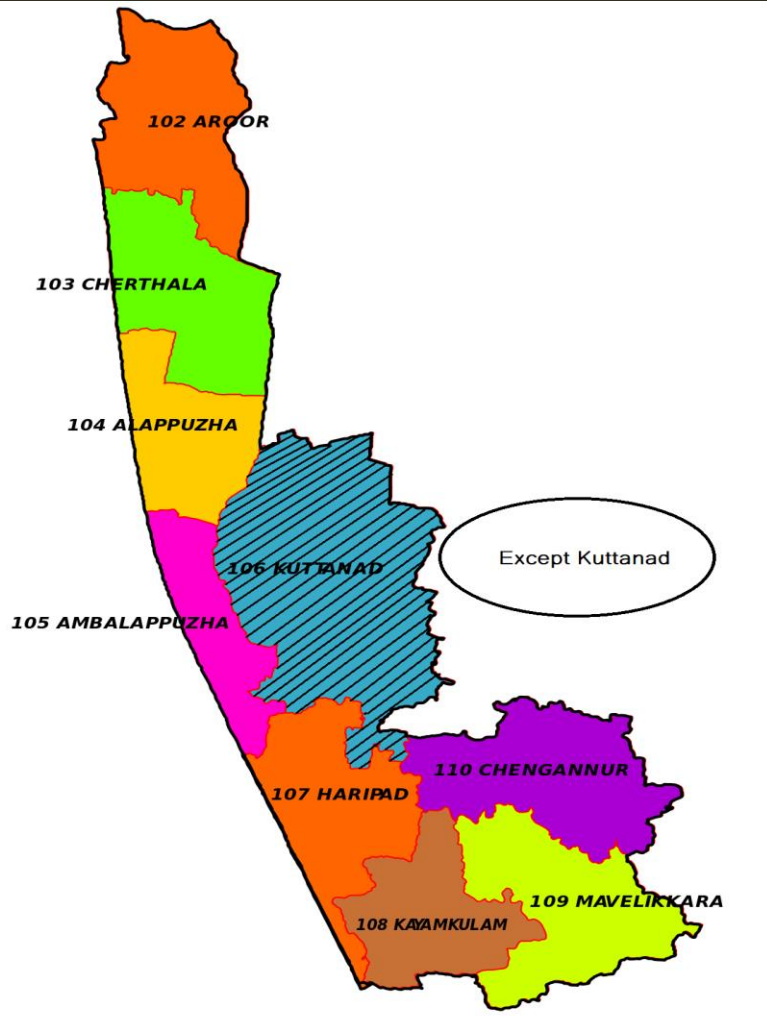 102 AROOR
103 CHERTHALA
104 ALAPPUZHA
106 KUTTANAD
Except Kuttanad
105 AMBALAPPUZHA
110 CHENGANNUR
107 HARIPAD
109 MAVELIKKARA
108 KAYAMKULAM